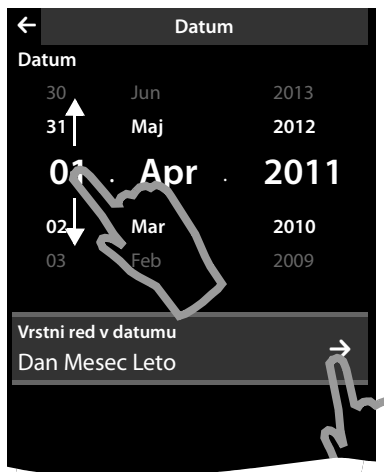 Datum
Datum
30 Jun 2013
31 Maj 2012
01 . Apr . 2011
02 Mar 2010
03 Feb 2009
Vrstni red v datumu
Dan Mesec Leto